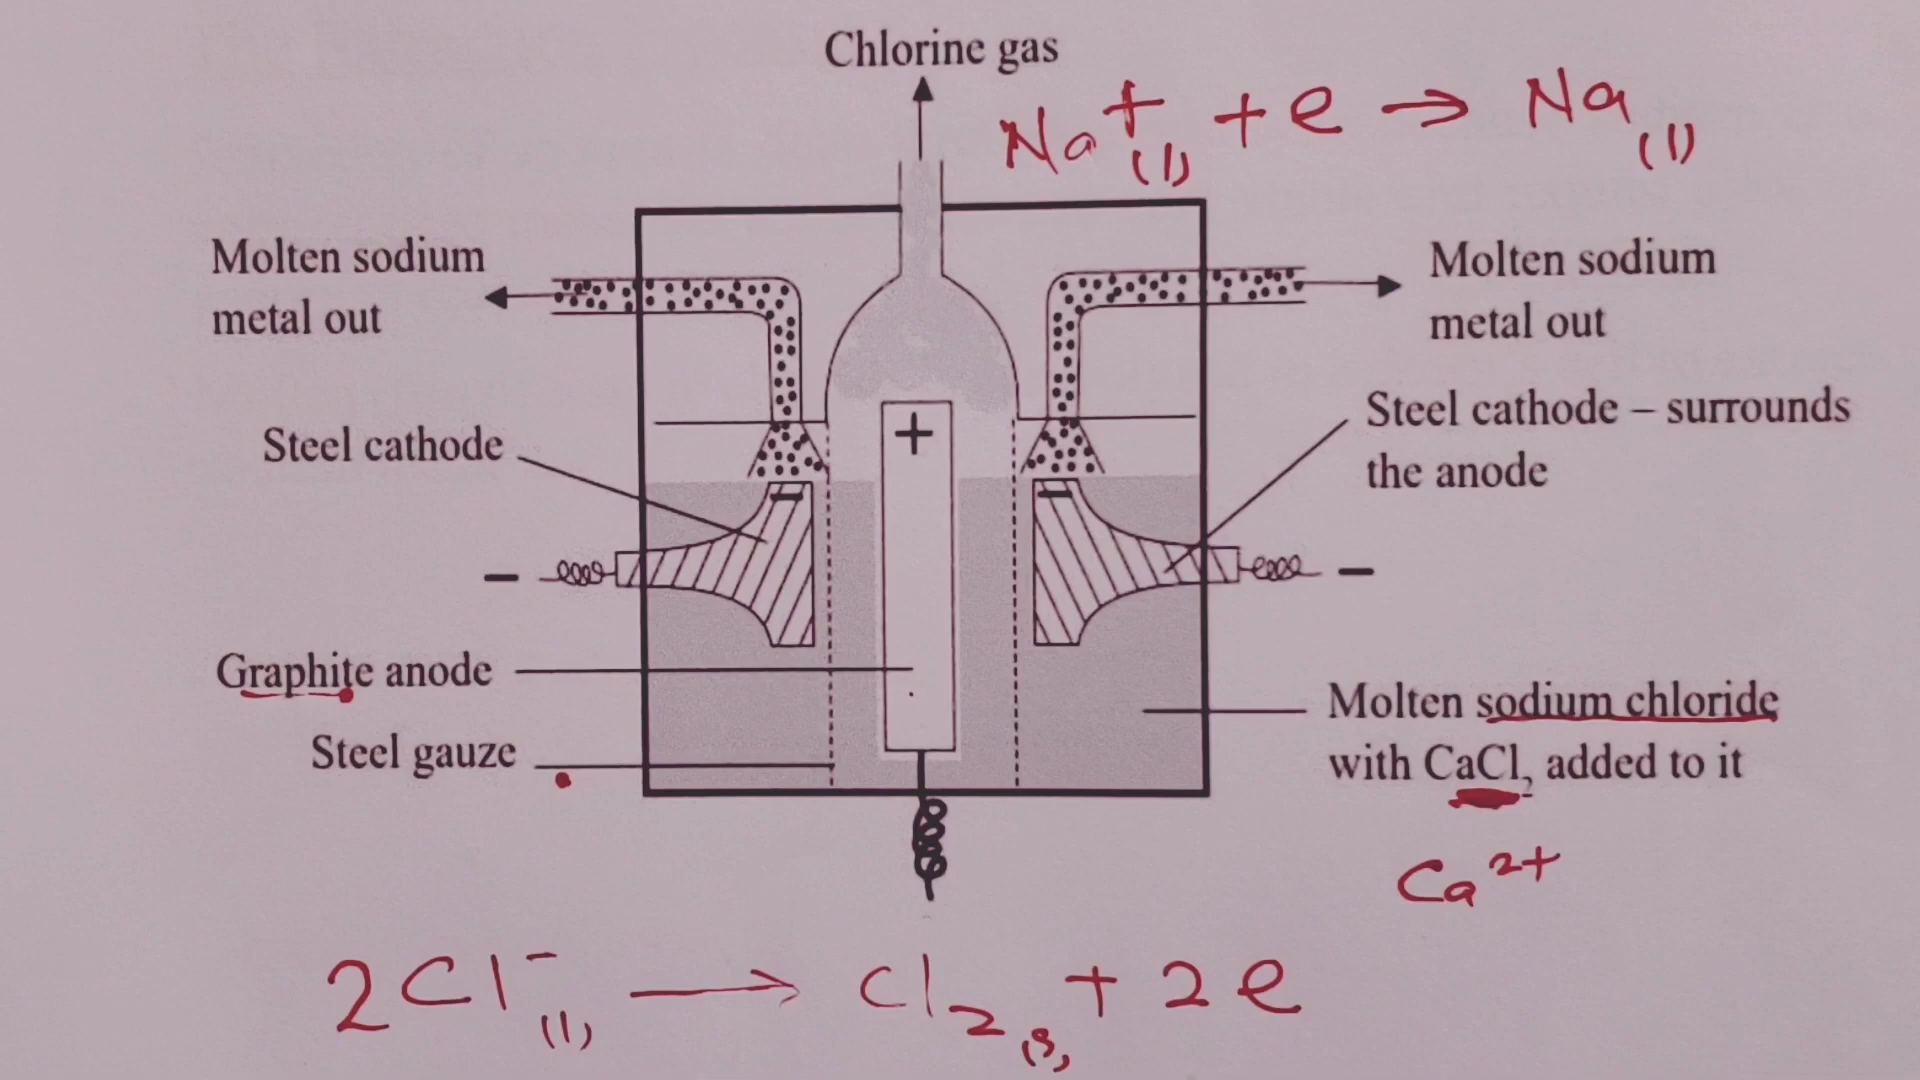 Chlorine gas
Na⁺(l) + e → Na(l)
Molten sodium
metal out
Molten sodium
metal out
Steel cathode
Steel cathode – surrounds
the anode
+
−
−
−
−
Graphite anode
Steel gauze
Molten sodium chloride
with CaCl₂ added to it
Ca²⁺
2Cl⁻(l) → Cl₂(g) + 2e